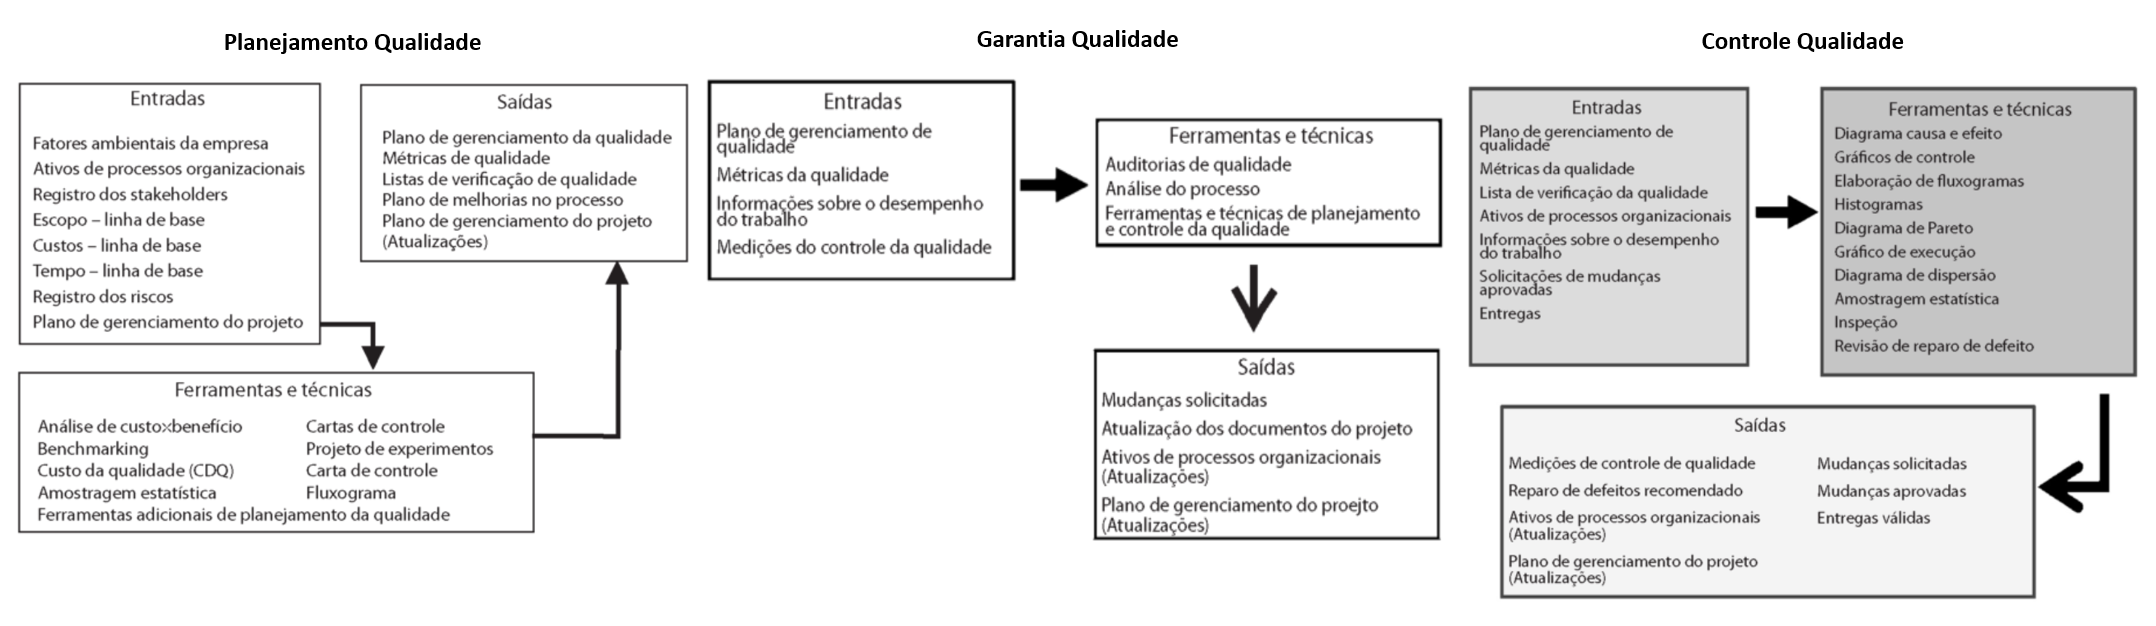 Planejamento Qualidade
Entradas
Fatores ambientais da empresa
Ativos de processos organizacionais
Registro dos stakeholders
Escopo – linha de base
Custos – linha de base
Tempo – linha de base
Registro dos riscos
Plano de gerenciamento do projeto
Saídas
Plano de gerenciamento da qualidade
Métricas de qualidade
Listas de verificação de qualidade
Plano de melhorias no processo
Plano de gerenciamento do projeto
(Atualizações)
Ferramentas e técnicas
Análise de custo×benefício
Benchmarking
Custo da qualidade (CDQ)
Amostragem estatística
Ferramentas adicionais de planejamento da qualidade
Cartas de controle
Projeto de experimentos
Carta de controle
Fluxograma
Garantia Qualidade
Entradas
Plano de gerenciamento de
qualidade
Métricas da qualidade
Informações sobre o desempenho
do trabalho
Medições do controle da qualidade
Ferramentas e técnicas
Auditorias de qualidade
Análise do processo
Ferramentas e técnicas de planejamento
e controle da qualidade
Saídas
Mudanças solicitadas
Atualização dos documentos do projeto
Ativos de processos organizacionais
(Atualizações)
Plano de gerenciamento do proejto
(Atualizações)
Controle Qualidade
Entradas
Plano de gerenciamento de
qualidade
Métricas da qualidade
Lista de verificação da qualidade
Ativos de processos organizacionais
Informações sobre o desempenho
do trabalho
Solicitações de mudanças
aprovadas
Entregas
Ferramentas e técnicas
Diagrama causa e efeito
Gráficos de controle
Elaboração de fluxogramas
Histogramas
Diagrama de Pareto
Gráfico de execução
Diagrama de dispersão
Amostragem estatística
Inspeção
Revisão de reparo de defeito
Saídas
Medições de controle de qualidade
Reparo de defeitos recomendado
Ativos de processos organizacionais
(Atualizações)
Plano de gerenciamento do projeto
(Atualizações)
Mudanças solicitadas
Mudanças aprovadas
Entregas válidas